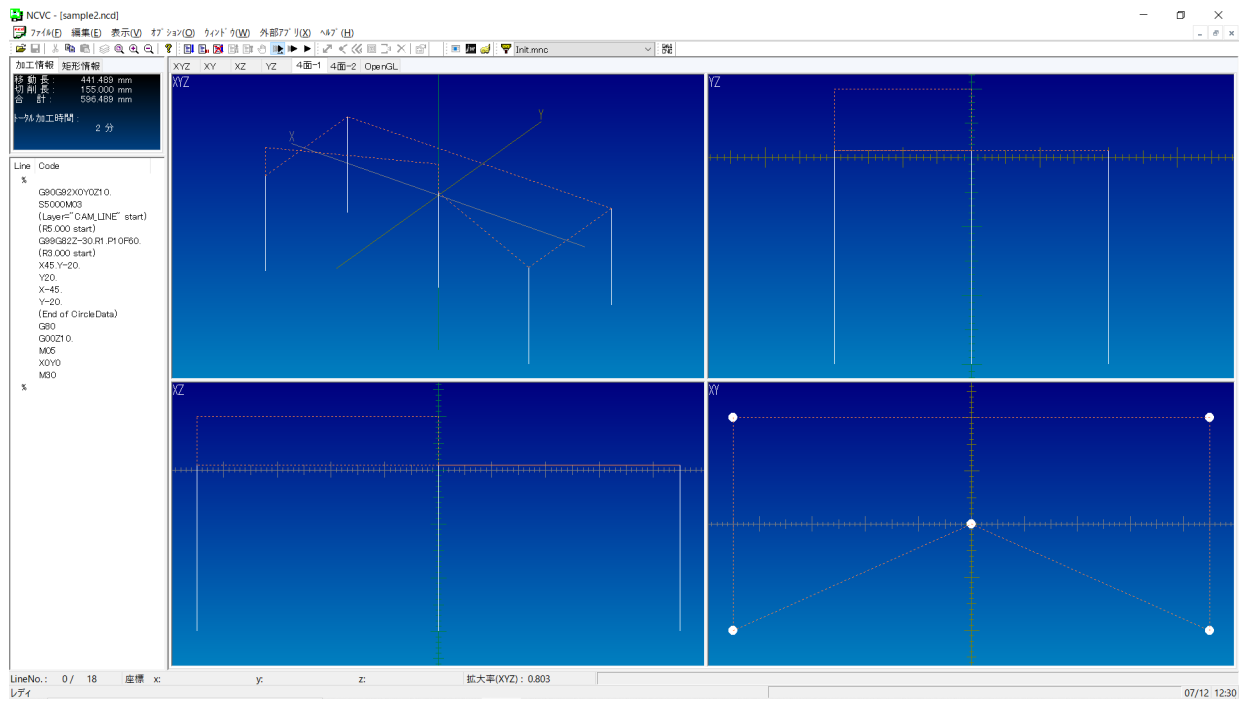 NCVC - [sample2.ncd]
ファイル(F) 編集(E) 表示(V) オプション(O) ウィンドウ(W) 外部アプリ(X) ヘルプ(H)
Init.mnc
加工情報 矩形情報
XYZ XY XZ YZ 4面-1 4面-2 OpenGL
移 動 長 : 441.489 mm
切 削 長 : 155.000 mm
合 計 : 596.489 mm
トータル加工時間 :
2 分
Line Code
%
G90G92X0Y0Z10.
S5000M03
(Layer="CAM_LINE" start)
(R5.000 start)
G99G82Z-30.R1.P10F60.
(R3.000 start)
X45.Y-20.
Y20.
X-45.
Y-20.
(End of CircleData)
G80
G00Z10.
M05
X0Y0
M30
%
XYZ
X
Y
YZ
XZ
XY
LineNo. : 0 / 18 座標 x: y: z: 拡大率(XYZ) : 0.803
レディ
07/12 12:30